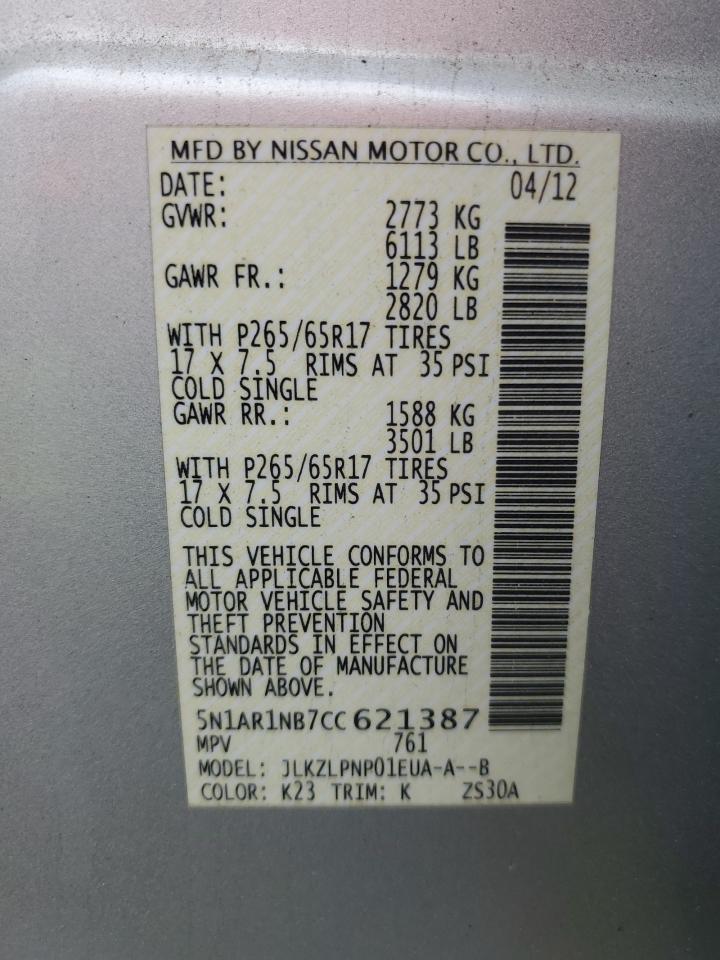 MFD BY NISSAN MOTOR CO., LTD.
DATE: 04/12
GVWR: 2773 KG
6113 LB
GAWR FR.: 1279 KG
2820 LB
WITH P265/65R17 TIRES
17 X 7.5 RIMS AT 35 PSI
COLD SINGLE
GAWR RR.: 1588 KG
3501 LB
WITH P265/65R17 TIRES
17 X 7.5 RIMS AT 35 PSI
COLD SINGLE
THIS VEHICLE CONFORMS TO
ALL APPLICABLE FEDERAL
MOTOR VEHICLE SAFETY AND
THEFT PREVENTION
STANDARDS IN EFFECT ON
THE DATE OF MANUFACTURE
SHOWN ABOVE.
5N1AR1NB7CC621387
MPV 761
MODEL: JLKZLPNP01EUA-A--B
COLOR: K23 TRIM: K ZS30A